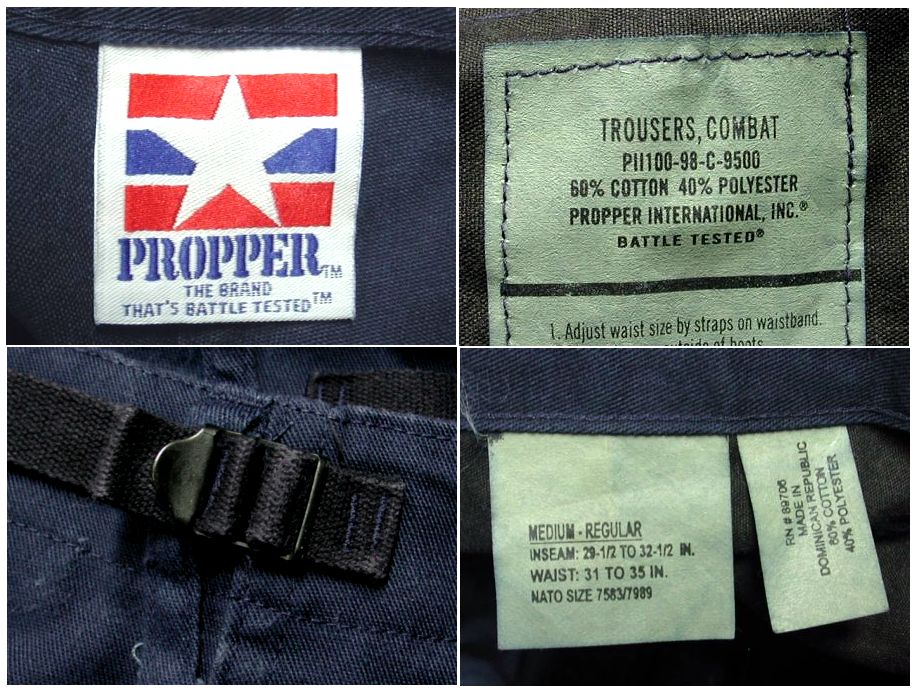 PROPPER™
THE BRAND
THAT'S BATTLE TESTED™
TROUSERS, COMBAT
PII100-98-C-9500
60% COTTON 40% POLYESTER
PROPPER INTERNATIONAL, INC.®
BATTLE TESTED®
1. Adjust waist size by straps on waistband.
outside of boots
MEDIUM - REGULAR
INSEAM: 29-1/2 TO 32-1/2 IN.
WAIST: 31 TO 35 IN.
NATO SIZE 7583/7989
RN # 89706
MADE IN
DOMINICAN REPUBLIC
60% COTTON
40% POLYESTER